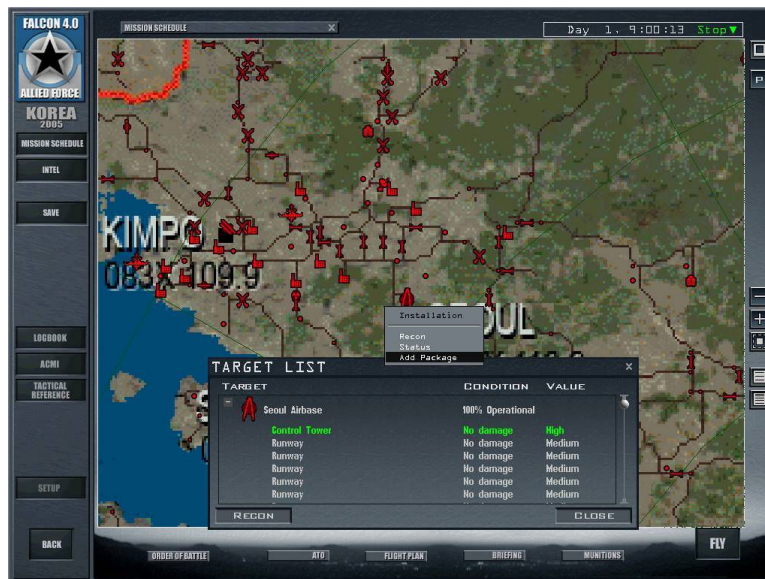 FALCON 4.0
ALLIED FORCE
KOREA
2005
MISSION SCHEDULE
INTEL
SAVE
LOGBOOK
ACMI
TACTICAL
REFERENCE
SETUP
BACK
MISSION SCHEDULE X
Day 1, 9:00:13 Stop
P
KIMPO
109.9
Installation
Recon
Status
Add Package
TARGET LIST X
TARGET CONDITION VALUE
Seoul Airbase 100% Operational
Control Tower No damage High
Runway No damage Medium
Runway No damage Medium
Runway No damage Medium
Runway No damage Medium
Runway No damage Medium
RECON CLOSE
ORDER OF BATTLE ATO FLIGHT PLAN BRIEFING MUNITIONS
FLY